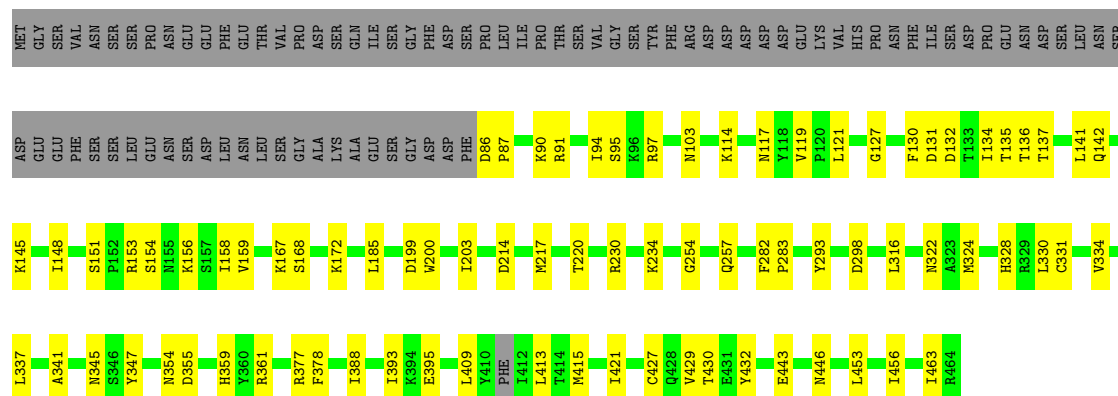 MET GLY SER VAL ASN SER SER SER PRO ASN GLU GLU PHE GLU THR VAL PRO ASP SER GLN ILE SER GLY PHE ASP SER PRO LEU ILE PRO THR SER VAL GLY SER TYR PHE ARG ASP ASP ASP ASP ASP GLU LYS VAL HIS PRO ASN PHE ILE SER ASP PRO GLU ASN ASP SER LEU ASN SER
ASP GLU GLU PHE SER SER LEU GLU ASN SER ASP LEU ASN LEU SER GLY ALA LYS ALA GLU SER GLY ASP ASP PHE D86 P87 K90 R91 I94 S95 K96 R97 N103 K114 N117 Y118 V119 P120 L121 G127 F130 D131 D132 T133 I134 T135 T136 T137 L141 Q142
K145 I148 S151 P152 R153 S154 N155 K156 S157 I158 V159 K167 S168 K172 L185 D199 W200 I203 D214 M217 T220 R230 K234 G254 Q257 F282 P283 Y293 D298 L316 N322 A323 M324 H328 R329 L330 C331 V334
L337 A341 N345 S346 Y347 N354 D355 H359 Y360 R361 R377 F378 I388 I393 K394 E395 L409 Y410 PHE I412 L413 T414 M415 I421 C427 Q428 V429 T430 E431 Y432 E443 N446 L453 I456 I463 R464